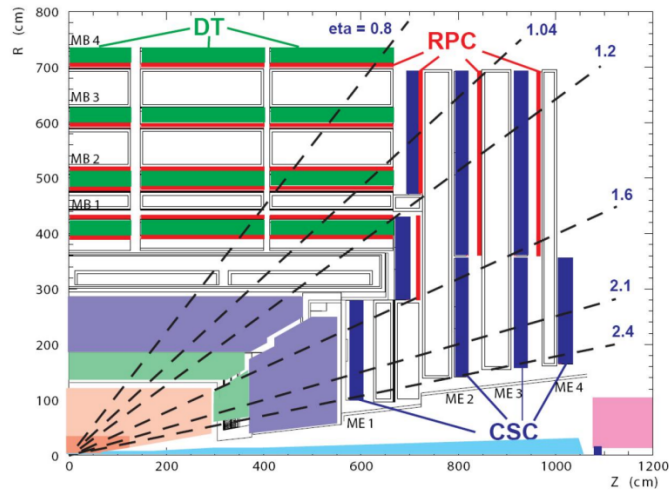 R (cm)
800
700
600
500
400
300
200
100
0
MB 4
MB 3
MB 2
MB 1
DT
eta = 0.8
RPC
1.04
1.2
1.6
2.1
2.4
ME 1
ME 2
ME 3
ME 4
CSC
0
200
400
600
800
1000
1200
Z (cm)